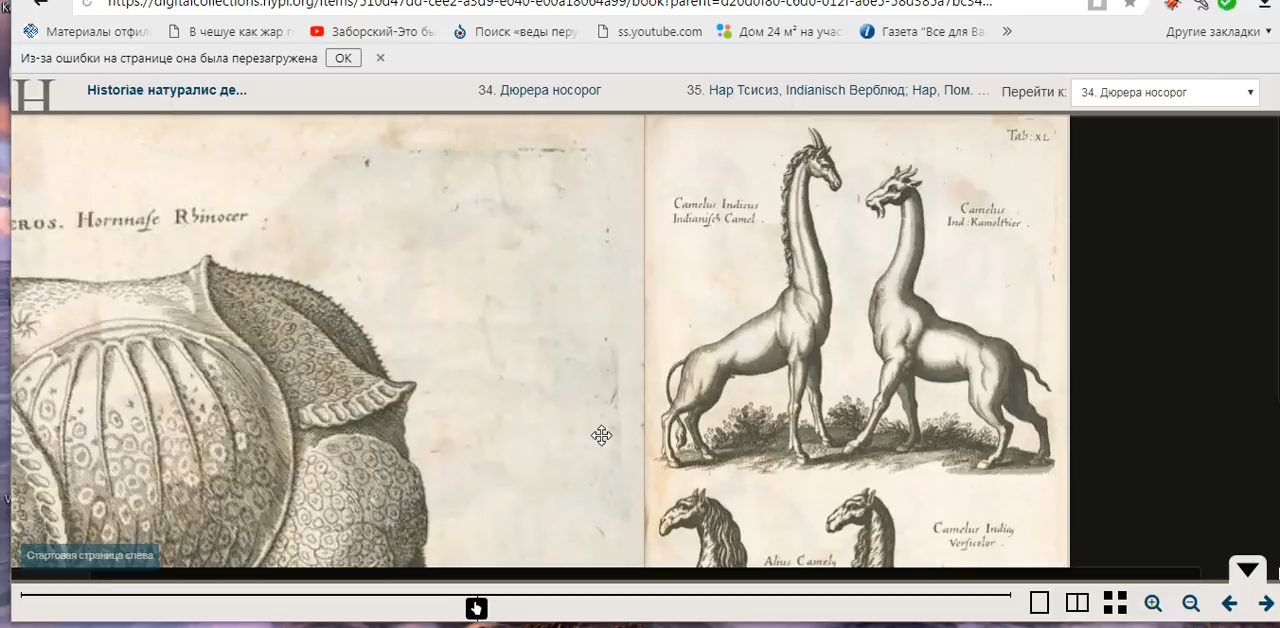 https://digitalcollections.nypl.org/items/510d47dd-cee2-a3d9-e040-e00a18064a99/book?parent=d20d0f80-c6d0-012f-a6e5-58d385a7bc34...
Материалы отфил
В чешуе как жар г
Заборский-Это бы
Поиск «веды перу
ss.youtube.com
Дом 24 м² на учас
Газета "Все для Ва
»
Другие закладки
Из-за ошибки на странице она была перезагружена
OK
H
Historiae натуралис де...
34. Дюрера носорог
35. Нар Тсисиз, Indianisch Верблюд; Нар, Пом. ...
Перейти к:
34. Дюрера носорог
Tab: XL
CROS. Hornnase Rhinocer
Camelus Indicus
Indianisch Camel.
Camelus
Ind: Kamelthier.
Camelus Indiq
Versicolor.
Alius Camely
Стартовая страница слева